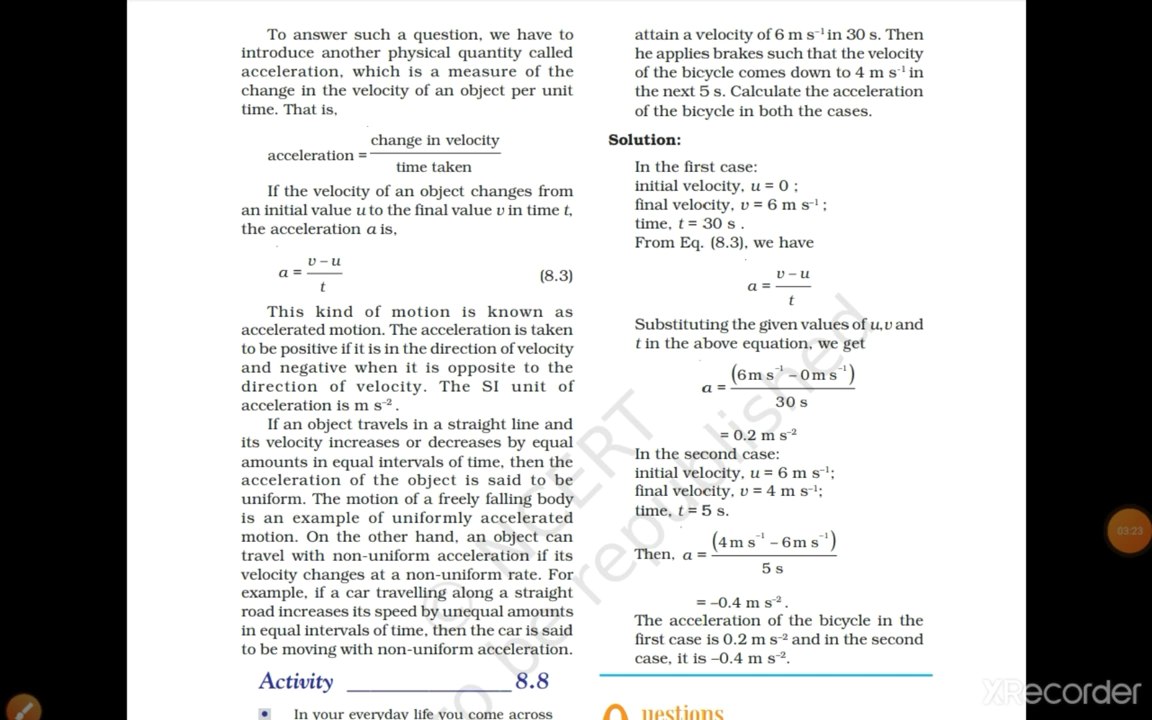 To answer such a question, we have to
introduce another physical quantity called
acceleration, which is a measure of the
change in the velocity of an object per unit
time. That is,
acceleration = change in velocity / time taken
If the velocity of an object changes from
an initial value u to the final value v in time t,
the acceleration a is,
a = v – u / t (8.3)
This kind of motion is known as
accelerated motion. The acceleration is taken
to be positive if it is in the direction of velocity
and negative when it is opposite to the
direction of velocity. The SI unit of
acceleration is m s⁻².
If an object travels in a straight line and
its velocity increases or decreases by equal
amounts in equal intervals of time, then the
acceleration of the object is said to be
uniform. The motion of a freely falling body
is an example of uniformly accelerated
motion. On the other hand, an object can
travel with non-uniform acceleration if its
velocity changes at a non-uniform rate. For
example, if a car travelling along a straight
road increases its speed by unequal amounts
in equal intervals of time, then the car is said
to be moving with non-uniform acceleration.
Activity ______________ 8.8
In your everyday life you come across
attain a velocity of 6 m s⁻¹ in 30 s. Then
he applies brakes such that the velocity
of the bicycle comes down to 4 m s⁻¹ in
the next 5 s. Calculate the acceleration
of the bicycle in both the cases.
Solution:
In the first case:
initial velocity, u = 0 ;
final velocity, v = 6 m s⁻¹ ;
time, t = 30 s .
From Eq. (8.3), we have
a = v – u / t
Substituting the given values of u,v and
t in the above equation, we get
a = (6 m s⁻¹ – 0 m s⁻¹) / 30 s
= 0.2 m s⁻²
In the second case:
initial velocity, u = 6 m s⁻¹;
final velocity, v = 4 m s⁻¹;
time, t = 5 s.
Then, a = (4 m s⁻¹ – 6 m s⁻¹) / 5 s
= –0.4 m s⁻².
The acceleration of the bicycle in the
first case is 0.2 m s⁻² and in the second
case, it is –0.4 m s⁻².
uestions
© NCERT
o be republished
03:23
XRecorder